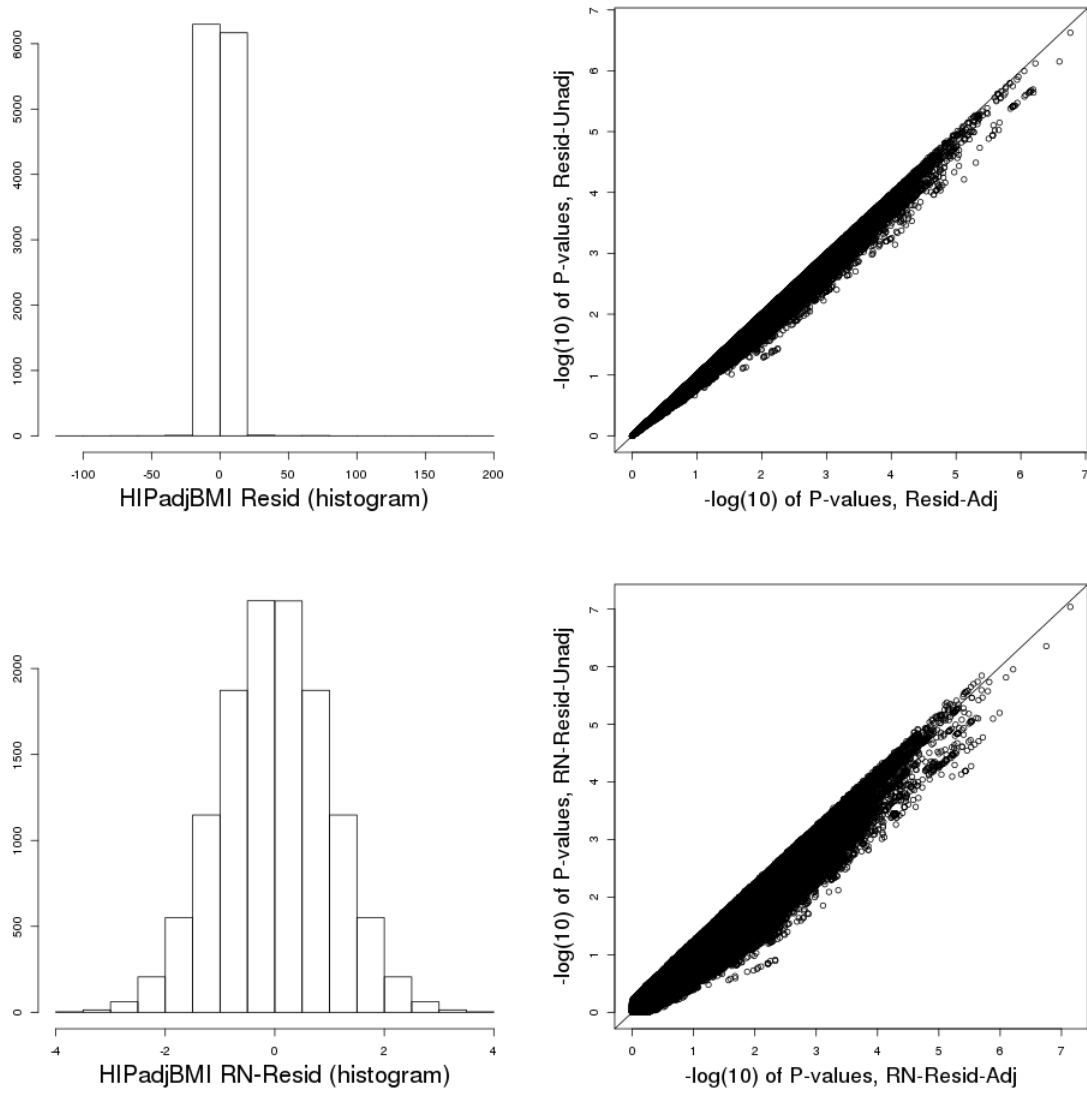 6000
5000
4000
3000
2000
1000
0
-100 -50 0 50 100 150 200
HIPadjBMI Resid (histogram)
-log(10) of P-values, Resid-Unadj
7
6
5
4
3
2
1
0
0 1 2 3 4 5 6 7
-log(10) of P-values, Resid-Adj
2000
1500
1000
500
0
-4 -2 0 2 4
HIPadjBMI RN-Resid (histogram)
-log(10) of P-values, RN-Resid-Unadj
7
6
5
4
3
2
1
0
0 1 2 3 4 5 6 7
-log(10) of P-values, RN-Resid-Adj